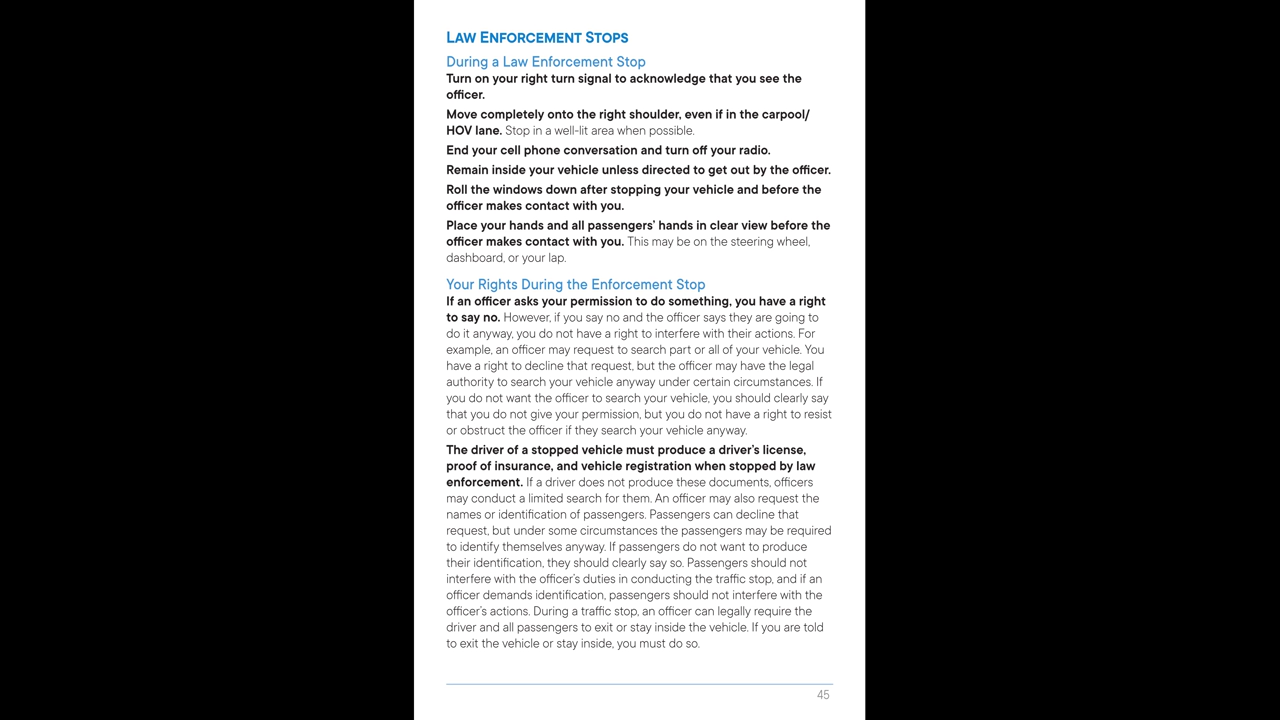 LAW ENFORCEMENT STOPS
During a Law Enforcement Stop
Turn on your right turn signal to acknowledge that you see the
officer.
Move completely onto the right shoulder, even if in the carpool/
HOV lane. Stop in a well-lit area when possible.
End your cell phone conversation and turn off your radio.
Remain inside your vehicle unless directed to get out by the officer.
Roll the windows down after stopping your vehicle and before the
officer makes contact with you.
Place your hands and all passengers' hands in clear view before the
officer makes contact with you. This may be on the steering wheel,
dashboard, or your lap.
Your Rights During the Enforcement Stop
If an officer asks your permission to do something, you have a right
to say no. However, if you say no and the officer says they are going to
do it anyway, you do not have a right to interfere with their actions. For
example, an officer may request to search part or all of your vehicle. You
have a right to decline that request, but the officer may have the legal
authority to search your vehicle anyway under certain circumstances. If
you do not want the officer to search your vehicle, you should clearly say
that you do not give your permission, but you do not have a right to resist
or obstruct the officer if they search your vehicle anyway.
The driver of a stopped vehicle must produce a driver's license,
proof of insurance, and vehicle registration when stopped by law
enforcement. If a driver does not produce these documents, officers
may conduct a limited search for them. An officer may also request the
names or identification of passengers. Passengers can decline that
request, but under some circumstances the passengers may be required
to identify themselves anyway. If passengers do not want to produce
their identification, they should clearly say so. Passengers should not
interfere with the officer's duties in conducting the traffic stop, and if an
officer demands identification, passengers should not interfere with the
officer's actions. During a traffic stop, an officer can legally require the
driver and all passengers to exit or stay inside the vehicle. If you are told
to exit the vehicle or stay inside, you must do so.
45